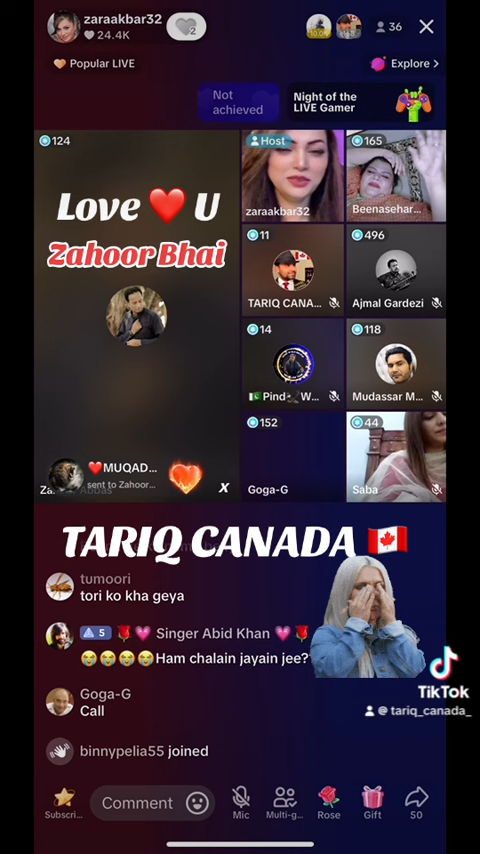 zaraakbar32
24.4K
2
36
Popular LIVE
Explore >
Not
achieved
Night of the
LIVE Gamer
124
Love ❤️ U
Zahoor Bhai
❤️MUQAD...
sent to Zahoor...
X
Host
zaraakbar32
165
Beenasehar...
11
TARIQ CANA...
496
Ajmal Gardezi
14
🇵🇰Pind
118
Mudassar M...
152
Goga-G
44
Saba
TARIQ CANADA 🇨🇦
tumoori
tori ko kha geya
5 🌹💗 Singer Abid Khan 💗🌹
😭😭😭😭Ham chalain jayain jee?
Goga-G
Call
binnypelia55 joined
TikTok
@tariq_canada_
Subscri...
Comment
Mic
Multi-g...
Rose
Gift
50